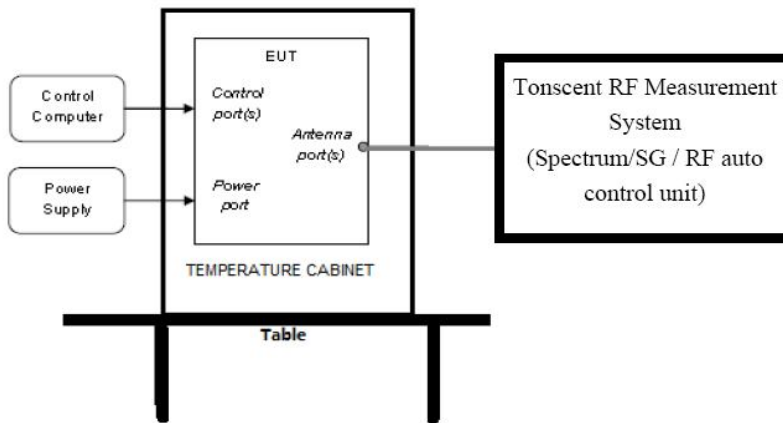 Control
Computer
Power
Supply
EUT
Control
port(s)
Antenna
port(s)
Power
port
TEMPERATURE CABINET
Table
Tonscent RF Measurement
System
(Spectrum/SG / RF auto
control unit)